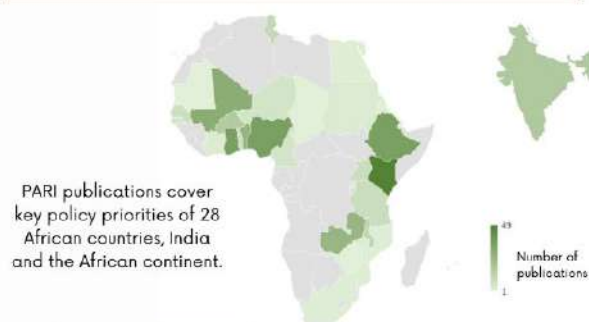 PARI publications cover
key policy priorities of 28
African countries, India
and the African continent.
49
Number of
publications
1